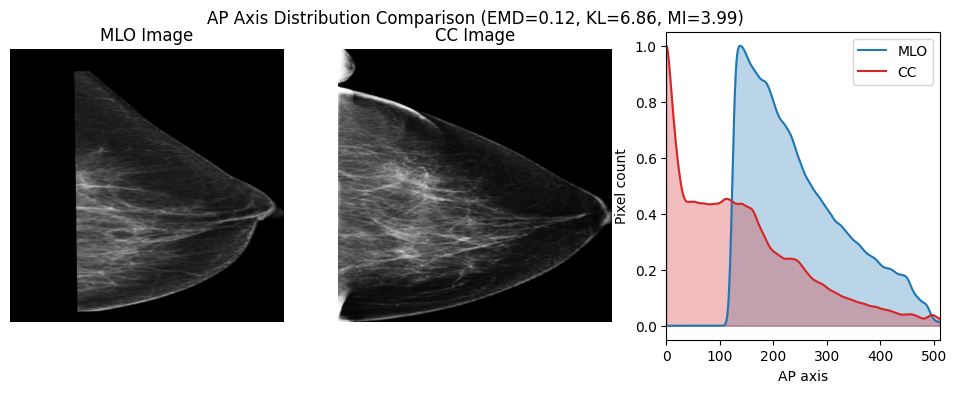 AP Axis Distribution Comparison (EMD=0.12, KL=6.86, MI=3.99)
MLO Image
CC Image
MLO
CC
1.0
0.8
0.6
0.4
0.2
0.0
Pixel count
0 100 200 300 400 500
AP axis